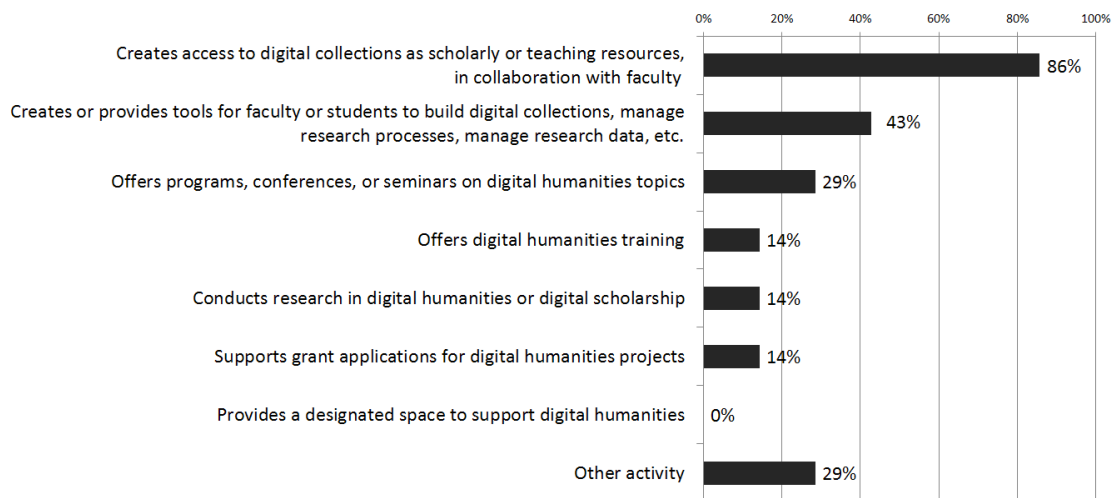 0% 20% 40% 60% 80% 100%
Creates access to digital collections as scholarly or teaching resources,
in collaboration with faculty
86%
Creates or provides tools for faculty or students to build digital collections, manage
research processes, manage research data, etc.
43%
Offers programs, conferences, or seminars on digital humanities topics 29%
Offers digital humanities training 14%
Conducts research in digital humanities or digital scholarship 14%
Supports grant applications for digital humanities projects 14%
Provides a designated space to support digital humanities 0%
Other activity 29%